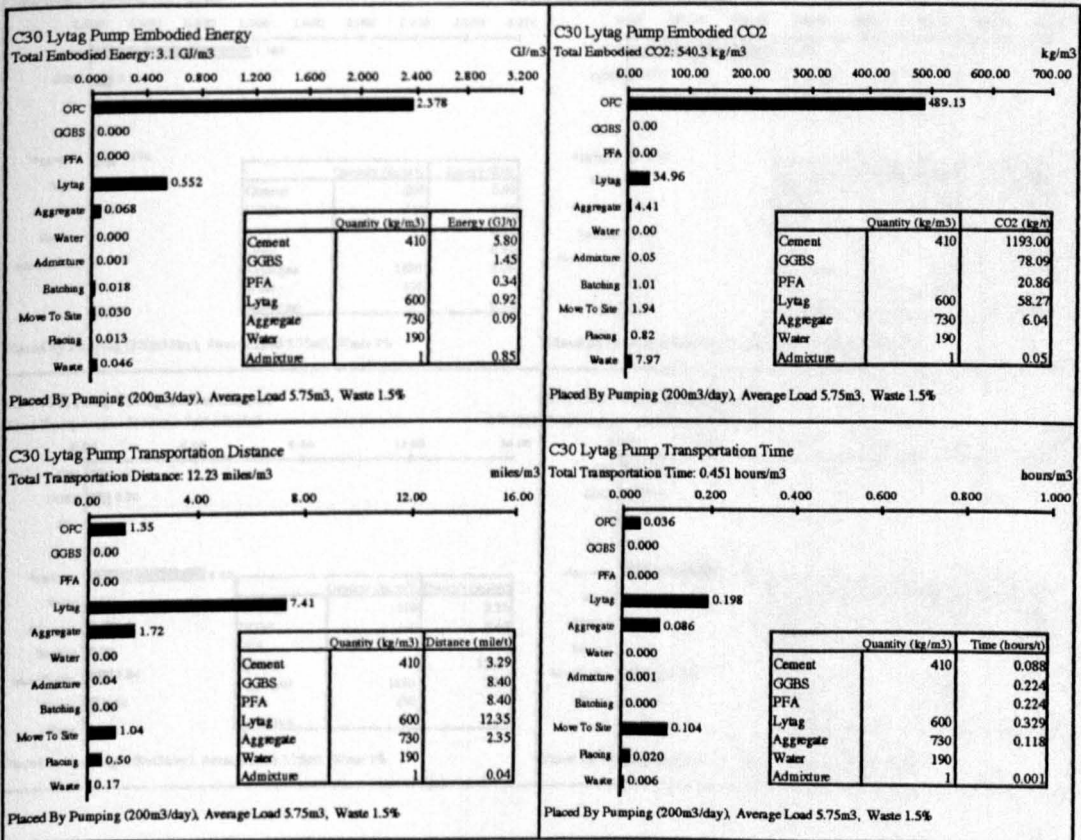 C30 Lytag Pump Embodied Energy
Total Embodied Energy: 3.1 GJ/m3
GJ/m3
0.000 0.400 0.800 1.200 1.600 2.000 2.400 2.800 3.200
OPC 2.378
GGBS 0.000
PFA 0.000
Lytag 0.552
Aggregate 0.068
Water 0.000
Admixture 0.001
Batching 0.018
Move To Site 0.030
Placing 0.013
Waste 0.046
Quantity (kg/m3) Energy (GJ/t)
Cement 410 5.80
GGBS 1.45
PFA 0.34
Lytag 600 0.92
Aggregate 730 0.09
Water 190
Admixture 1 0.85
Placed By Pumping (200m3/day), Average Load 5.75m3, Waste 1.5%
C30 Lytag Pump Embodied CO2
Total Embodied CO2: 540.3 kg/m3
kg/m3
0.00 100.00 200.00 300.00 400.00 500.00 600.00 700.00
OPC 489.13
GGBS 0.00
PFA 0.00
Lytag 34.96
Aggregate 4.41
Water 0.00
Admixture 0.05
Batching 1.01
Move To Site 1.94
Placing 0.82
Waste 7.97
Quantity (kg/m3) CO2 (kg/t)
Cement 410 1193.00
GGBS 78.09
PFA 20.86
Lytag 600 58.27
Aggregate 730 6.04
Water 190
Admixture 1 0.05
Placed By Pumping (200m3/day), Average Load 5.75m3, Waste 1.5%
C30 Lytag Pump Transportation Distance
Total Transportation Distance: 12.23 miles/m3
miles/m3
0.00 4.00 8.00 12.00 16.00
OPC 1.35
GGBS 0.00
PFA 0.00
Lytag 7.41
Aggregate 1.72
Water 0.00
Admixture 0.04
Batching 0.00
Move To Site 1.04
Placing 0.50
Waste 0.17
Quantity (kg/m3) Distance (mile/t)
Cement 410 3.29
GGBS 8.40
PFA 8.40
Lytag 600 12.35
Aggregate 730 2.35
Water 190
Admixture 1 0.04
Placed By Pumping (200m3/day), Average Load 5.75m3, Waste 1.5%
C30 Lytag Pump Transportation Time
Total Transportation Time: 0.451 hours/m3
hours/m3
0.000 0.200 0.400 0.600 0.800 1.000
OPC 0.036
GGBS 0.000
PFA 0.000
Lytag 0.198
Aggregate 0.086
Water 0.000
Admixture 0.001
Batching 0.000
Move To Site 0.104
Placing 0.020
Waste 0.006
Quantity (kg/m3) Time (hours/t)
Cement 410 0.088
GGBS 0.224
PFA 0.224
Lytag 600 0.329
Aggregate 730 0.118
Water 190
Admixture 1 0.001
Placed By Pumping (200m3/day), Average Load 5.75m3, Waste 1.5%